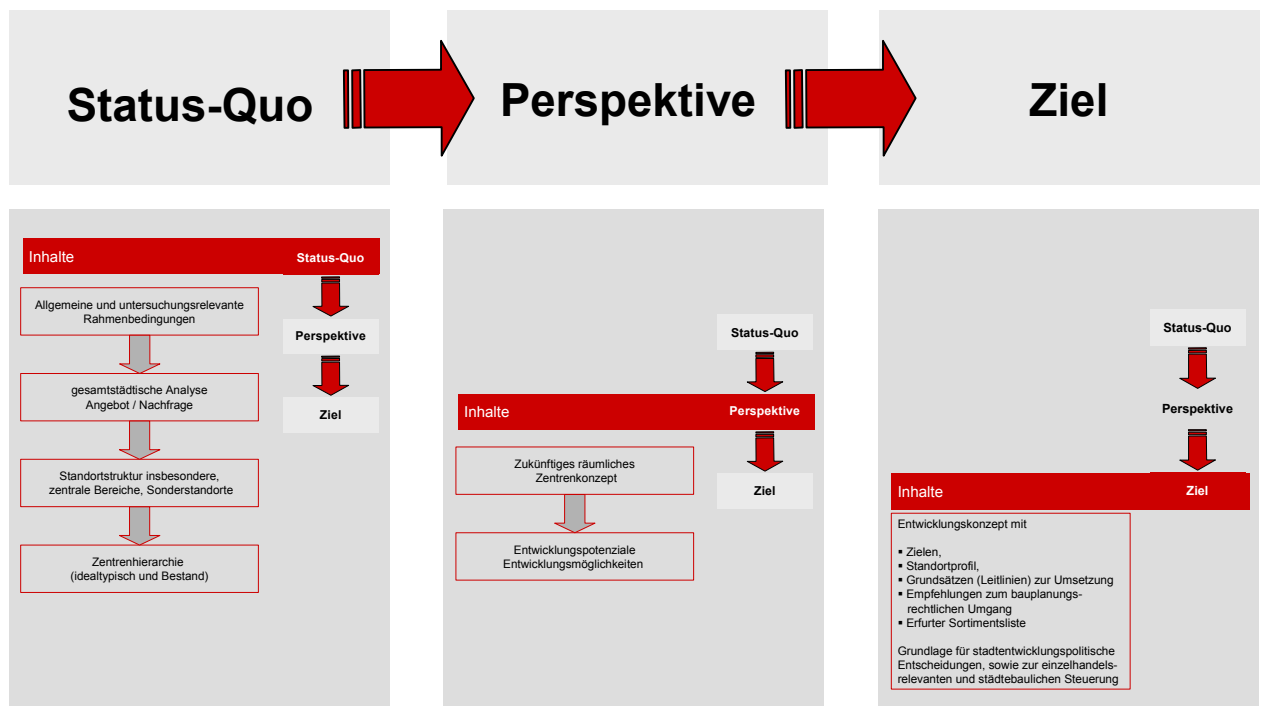 Status-Quo
Perspektive
Ziel
Inhalte
Status-Quo
Allgemeine und untersuchungsrelevante
Rahmenbedingungen
Perspektive
gesamtstädtische Analyse
Angebot / Nachfrage
Ziel
Standortstruktur insbesondere,
zentrale Bereiche, Sonderstandorte
Zentrenhierarchie
(idealtypisch und Bestand)
Status-Quo
Inhalte
Perspektive
Zukünftiges räumliches
Zentrenkonzept
Ziel
Entwicklungspotenziale
Entwicklungsmöglichkeiten
Status-Quo
Perspektive
Inhalte
Ziel
Entwicklungskonzept mit
▪ Zielen,
▪ Standortprofil,
▪ Grundsätzen (Leitlinien) zur Umsetzung
▪ Empfehlungen zum bauplanungs-
rechtlichen Umgang
▪ Erfurter Sortimentsliste
Grundlage für stadtentwicklungspolitische
Entscheidungen, sowie zur einzelhandels-
relevanten und städtebaulichen Steuerung